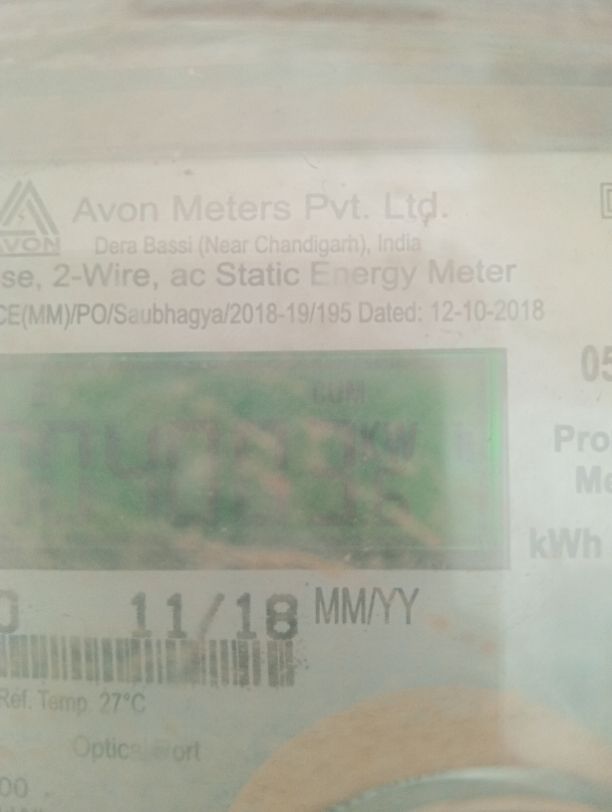 Avon Meters Pvt. Ltd.
AVON
Dera Bassi (Near Chandigarh), India
se, 2-Wire, ac Static Energy Meter
CE(MM)/PO/Saubhagya/2018-19/195 Dated: 12-10-2018
05
CUM
KW
Pro
kWh
11/18 MM/YY
Ref. Temp. 27°C
Optical Port
00